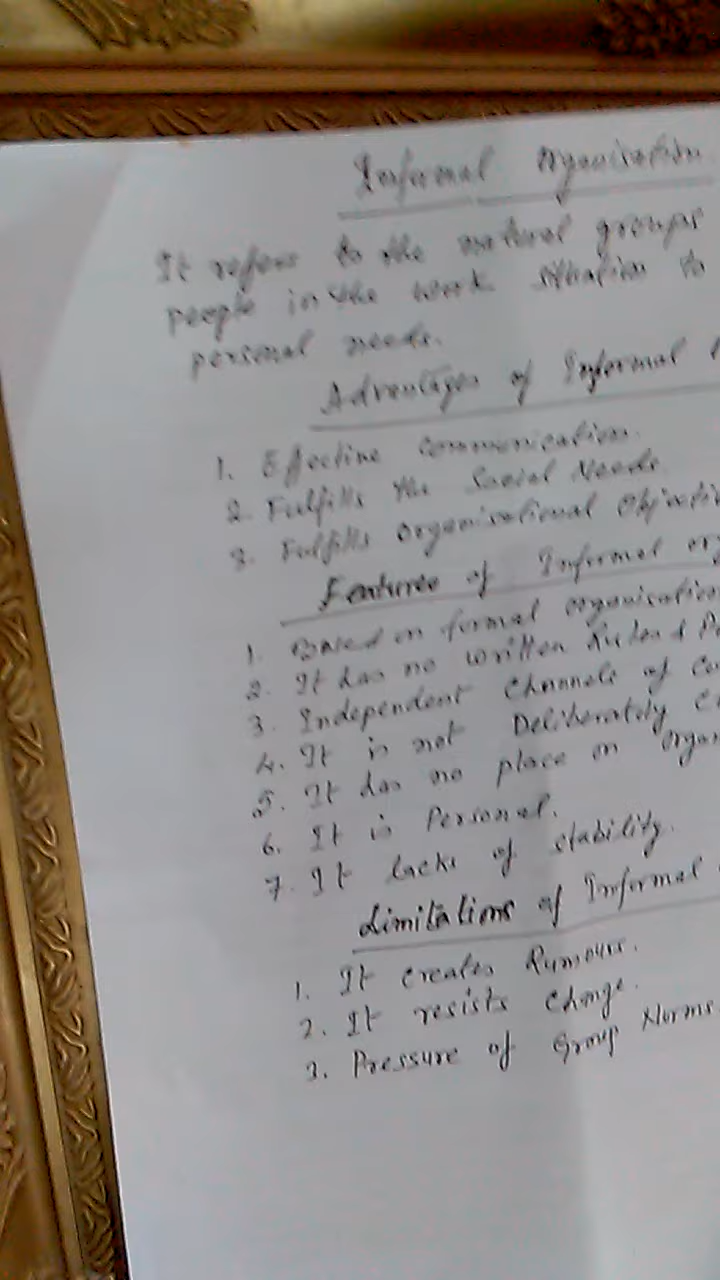 Informal Organisation
It refers to the natural groups
people in the work situation to
personal needs.
Advantages of Informal
1. Effective communication.
2. Fulfills the Social Needs.
3. Fulfills Organisational
Features of Informal
1. Based on formal organisation
2. It has no written Rules &
3. Independent Channels of
4. It is not Deliberately
5. It has no place on
6. It is Personal.
7. It lacks of stability.
Limitations of Informal
1. It creates Rumours.
2. It resists change.
3. Pressure of Group Norms